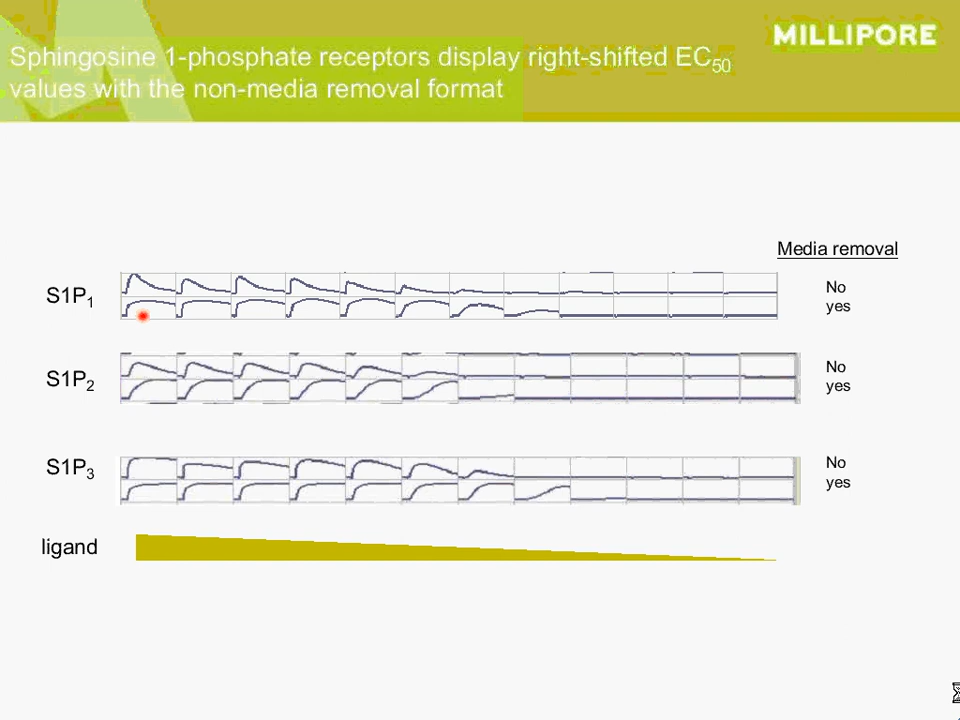 MILLIPORE
Sphingosine 1-phosphate receptors display right-shifted EC50
values with the non-media removal format
Media removal
S1P1
No
yes
S1P2
No
yes
S1P3
No
yes
ligand